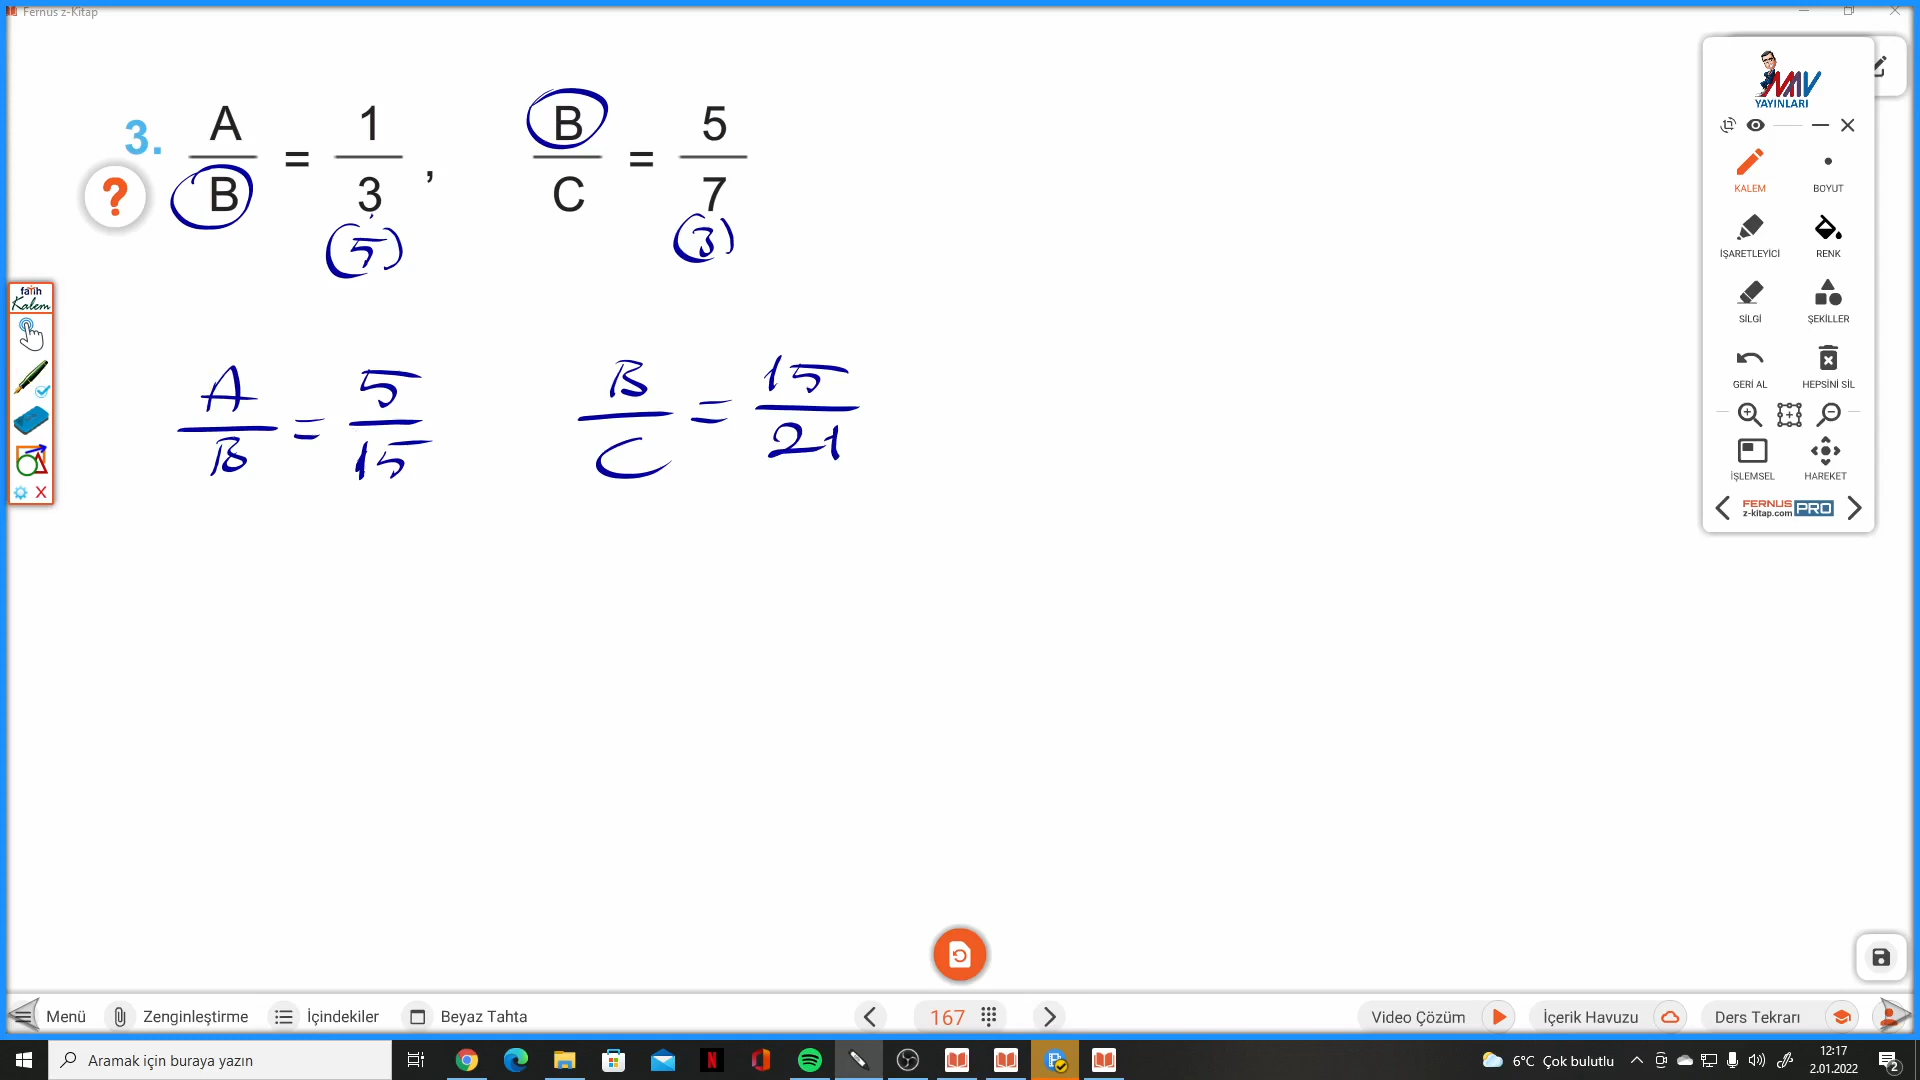 Fernus z-Kitap
3. A/B = 1/3 , B/C = 5/7
(5) (3)
A/B = 5/15 B/C = 15/21
fatih
Kalem
X
YAYINLARI
KALEM BOYUT
İŞARETLEYİCİ RENK
SİLGİ ŞEKİLLER
GERİ AL HEPSİNİ SİL
İŞLEMSEL HAREKET
FERNUS PRO
z-kitap.com
Menü Zenginleştirme İçindekiler Beyaz Tahta 167 Video Çözüm İçerik Havuzu Ders Tekrarı
Aramak için buraya yazın
6°C Çok bulutlu
12:17
2.01.2022
2